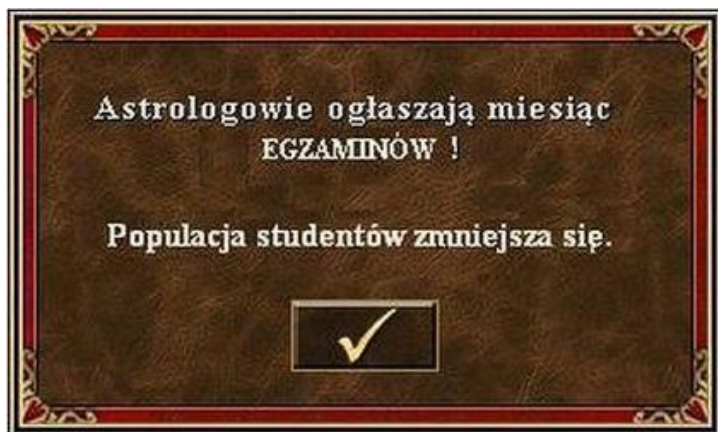 Astrologowie ogłaszają miesiąc
EGZAMINÓW !
Populacja studentów zmniejsza się.